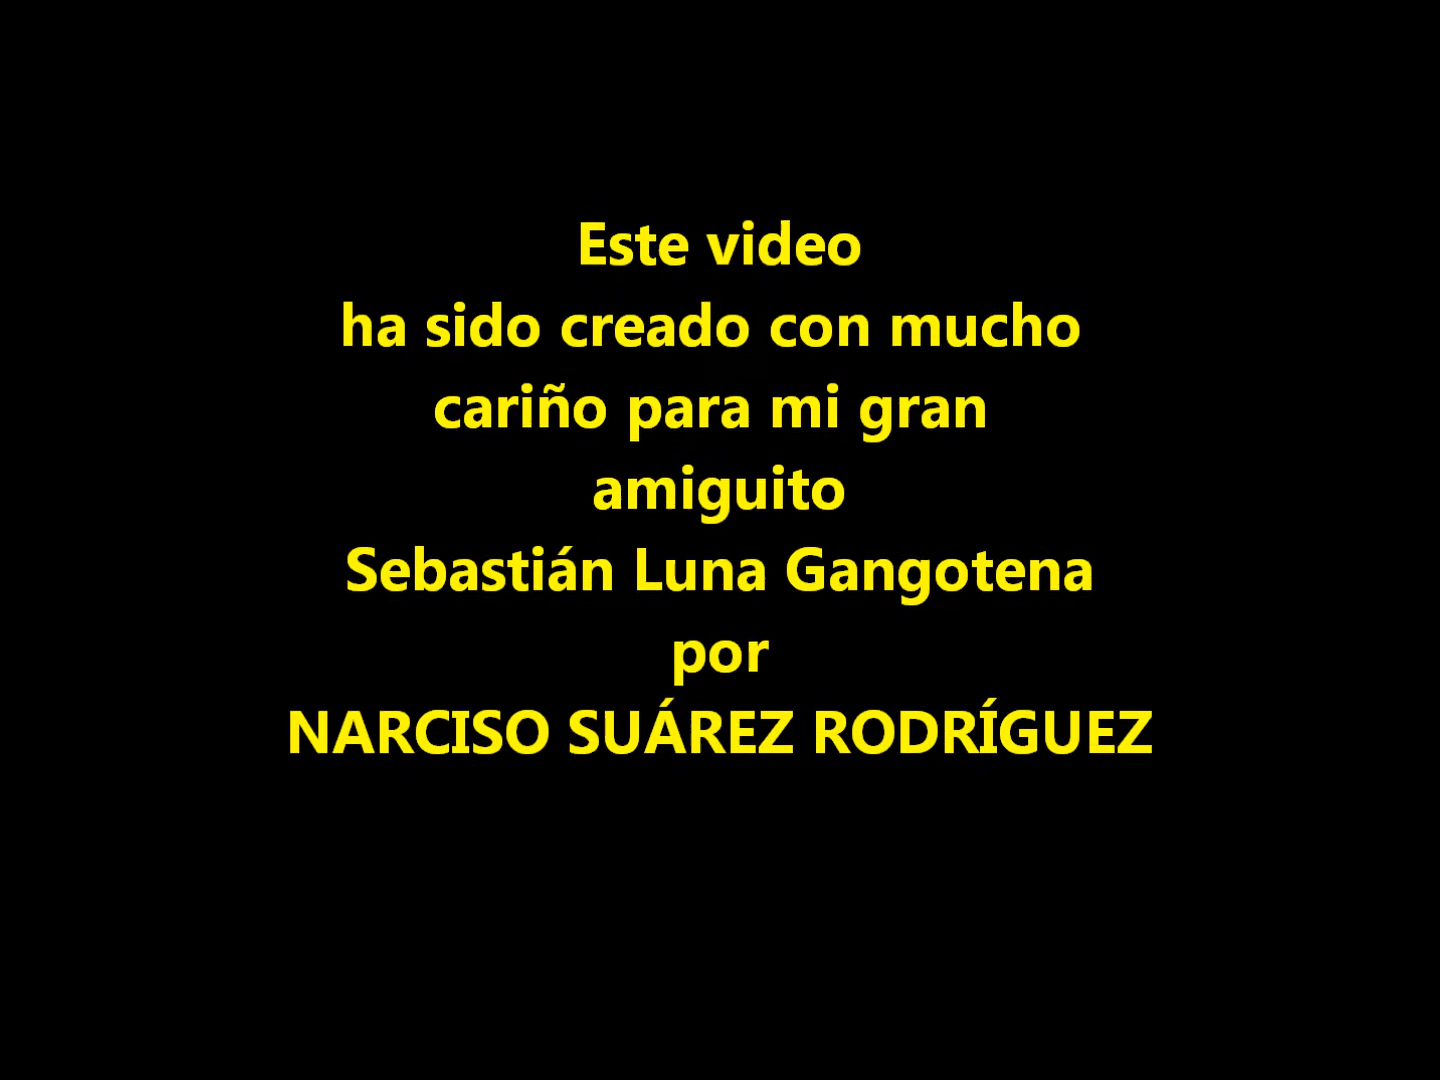 Este video
ha sido creado con mucho
cariño para mi gran
amiguito
Sebastián Luna Gangotena
por
NARCISO SUÁREZ RODRÍGUEZ